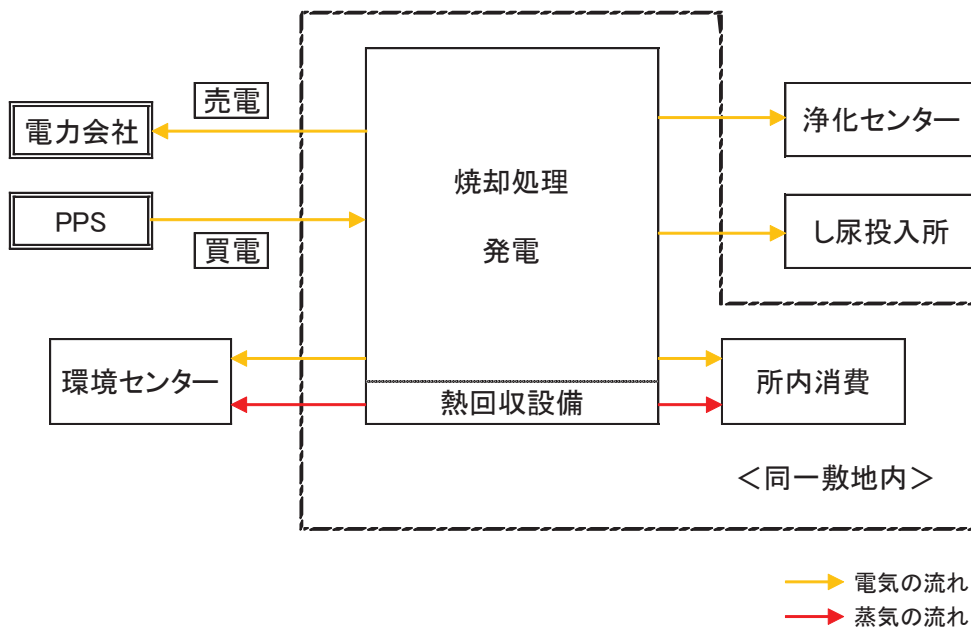 売電
電力会社
PPS
買電
環境センター
焼却処理
発電
熱回収設備
浄化センター
し尿投入所
所内消費
＜同一敷地内＞
電気の流れ
蒸気の流れ